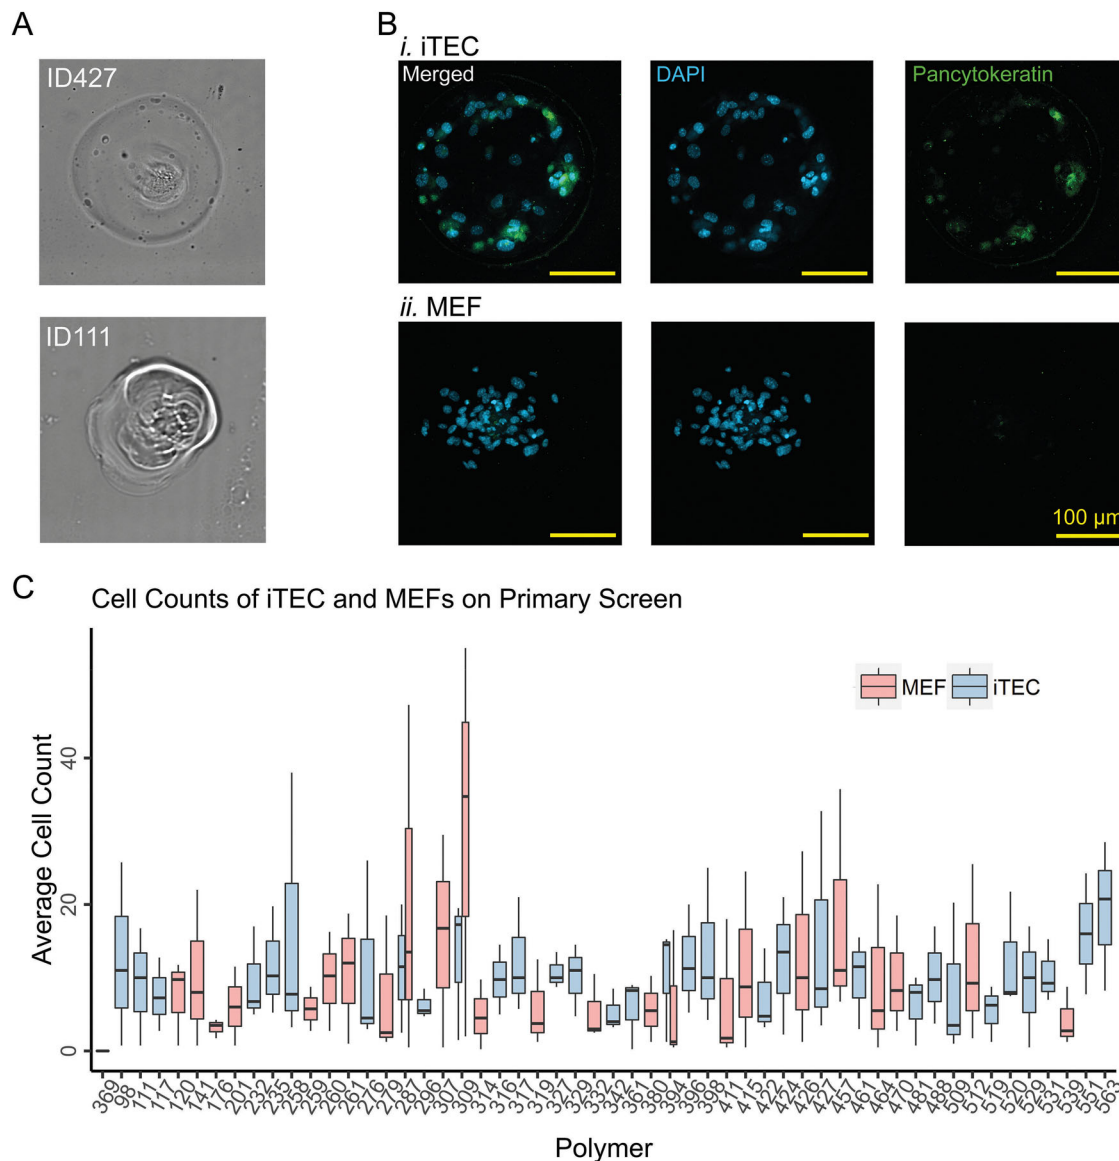 A
B
i. iTEC
ID427
Merged
DAPI
Pancytokeratin
ii. MEF
ID111
100 µm
C
Cell Counts of iTEC and MEFs on Primary Screen
MEF
iTEC
Average Cell Count
40
20
0
369 98 111 117 120 141 176 201 232 235 258 259 260 261 276 279 287 296 307 309 314 316 317 319 327 329 332 342 361 380 394 396 398 411 415 422 424 426 427 457 461 464 470 481 488 509 512 519 520 529 531 539 551 563
Polymer